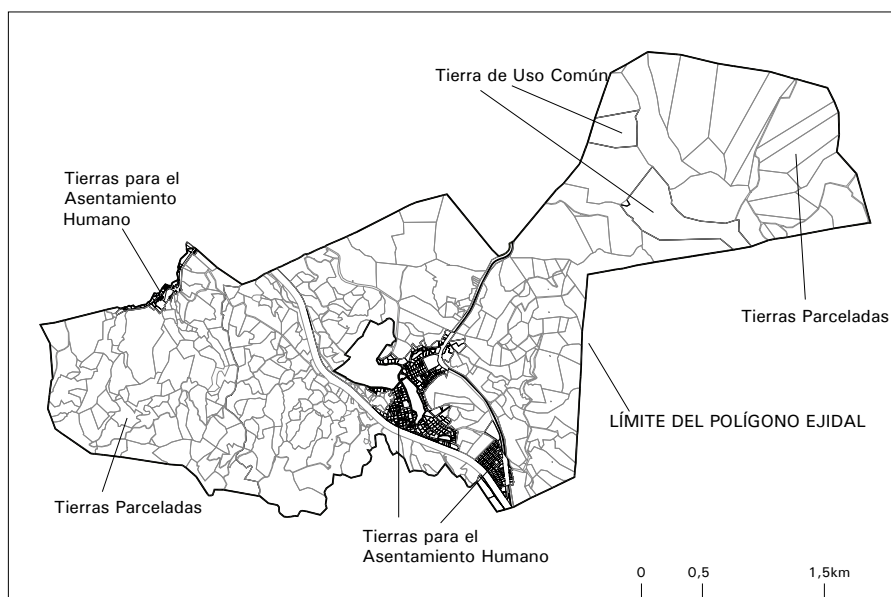 Tierra de Uso Común
Tierras para el
Asentamiento
Humano
Tierras Parceladas
LÍMITE DEL POLÍGONO EJIDAL
Tierras Parceladas
Tierras para el
Asentamiento Humano
0 0,5 1,5km